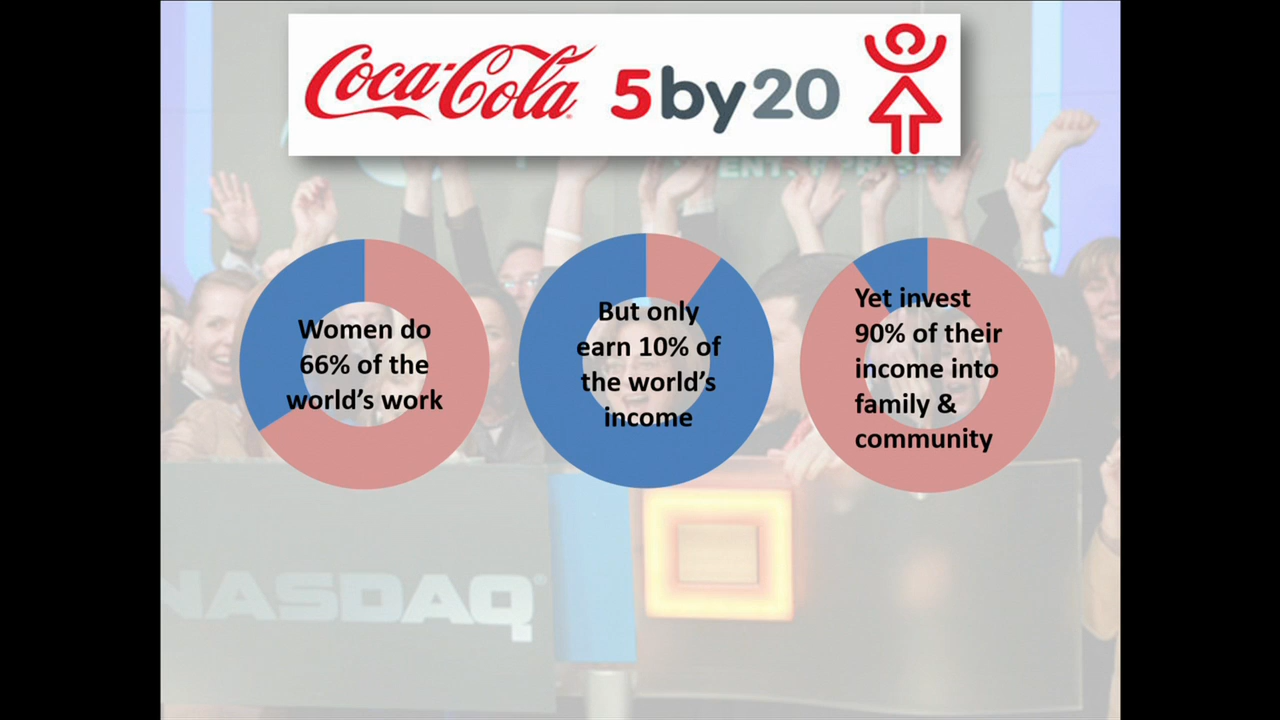 Coca-Cola 5by20
ENTERPRISES
Women do
66% of the
world's work
But only
earn 10% of
the world's
income
Yet invest
90% of their
income into
family &
community
NASDAQ